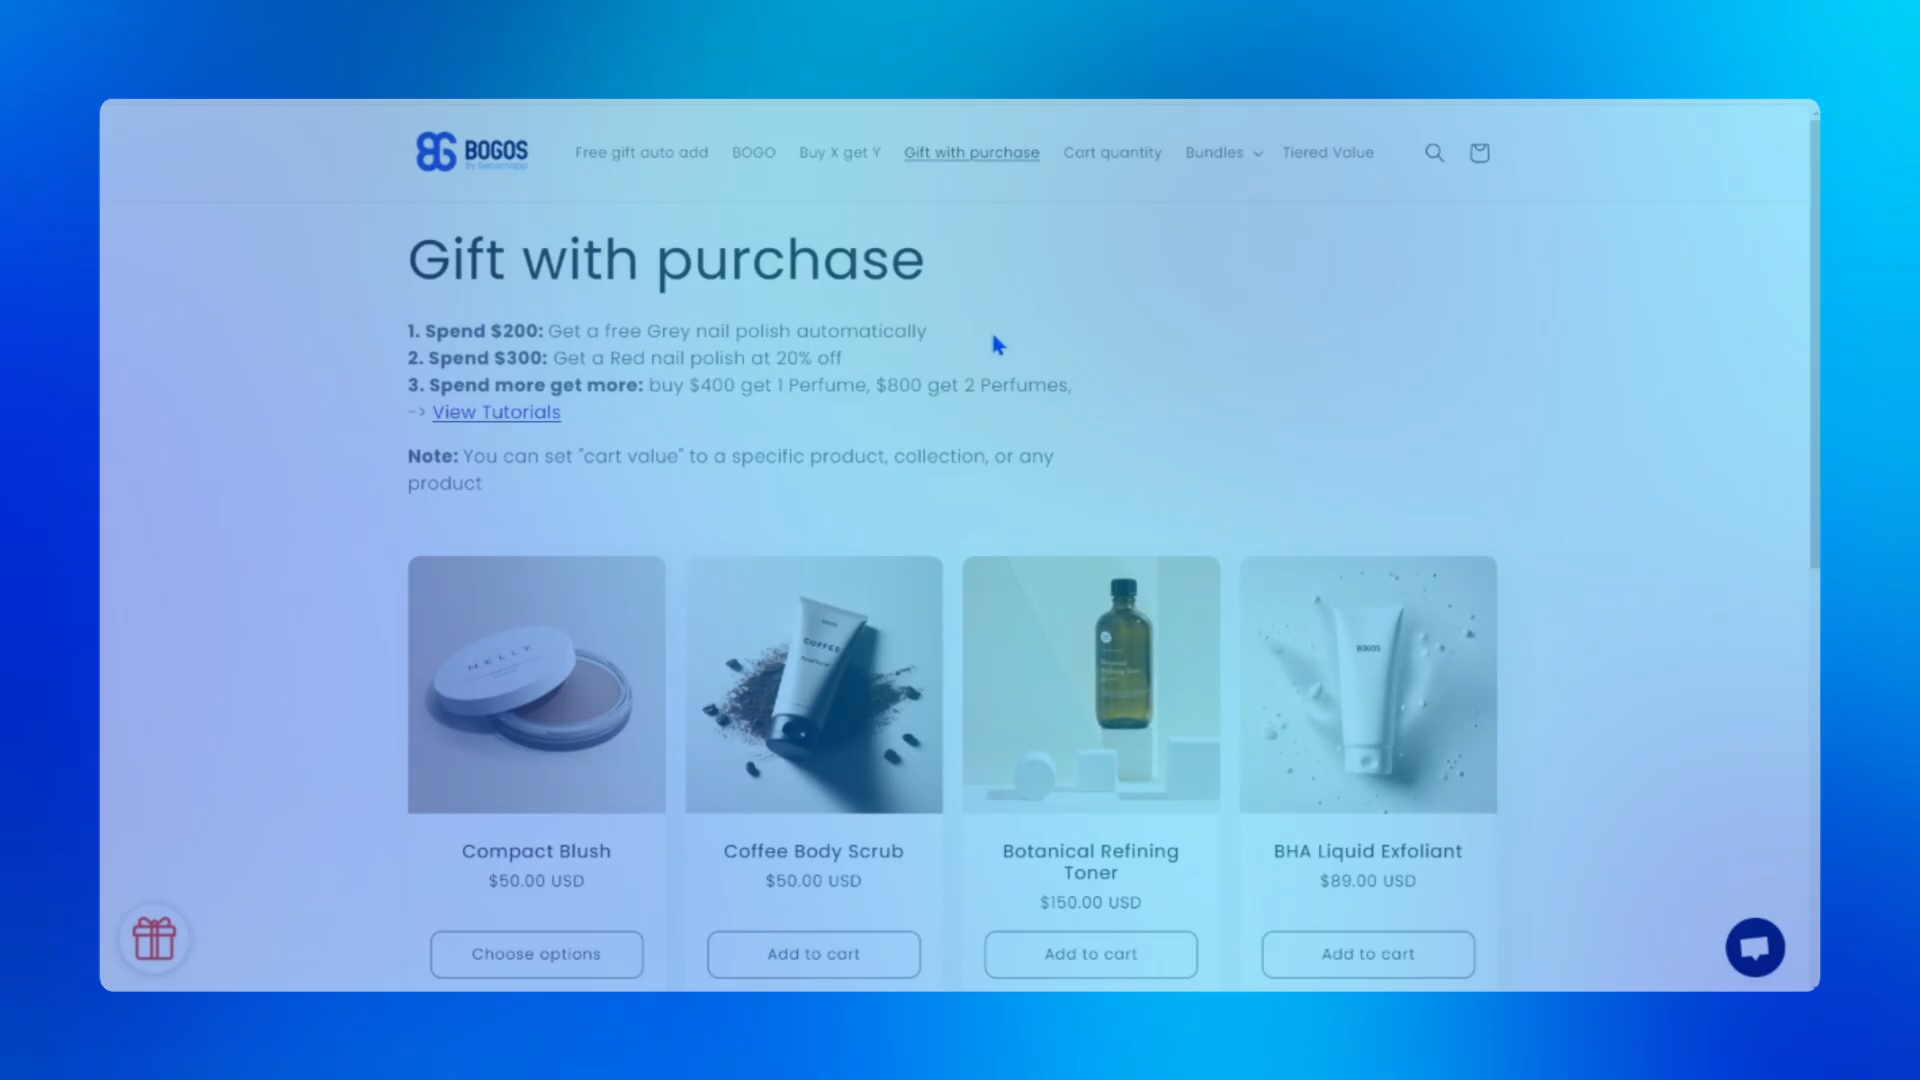 BOGOS
by Secomapp
Free gift auto add BOGO Buy X get Y Gift with purchase Cart quantity Bundles Tiered Value
Gift with purchase
1. Spend $200: Get a free Grey nail polish automatically
2. Spend $300: Get a Red nail polish at 20% off
3. Spend more get more: buy $400 get 1 Perfume, $800 get 2 Perfumes,
-> View Tutorials
Note: You can set "cart value" to a specific product, collection, or any
product
NELLY
COFFEE
BOGOS
Compact Blush
$50.00 USD
Choose options
Coffee Body Scrub
$50.00 USD
Add to cart
Botanical Refining
Toner
$150.00 USD
Add to cart
BHA Liquid Exfoliant
$89.00 USD
Add to cart